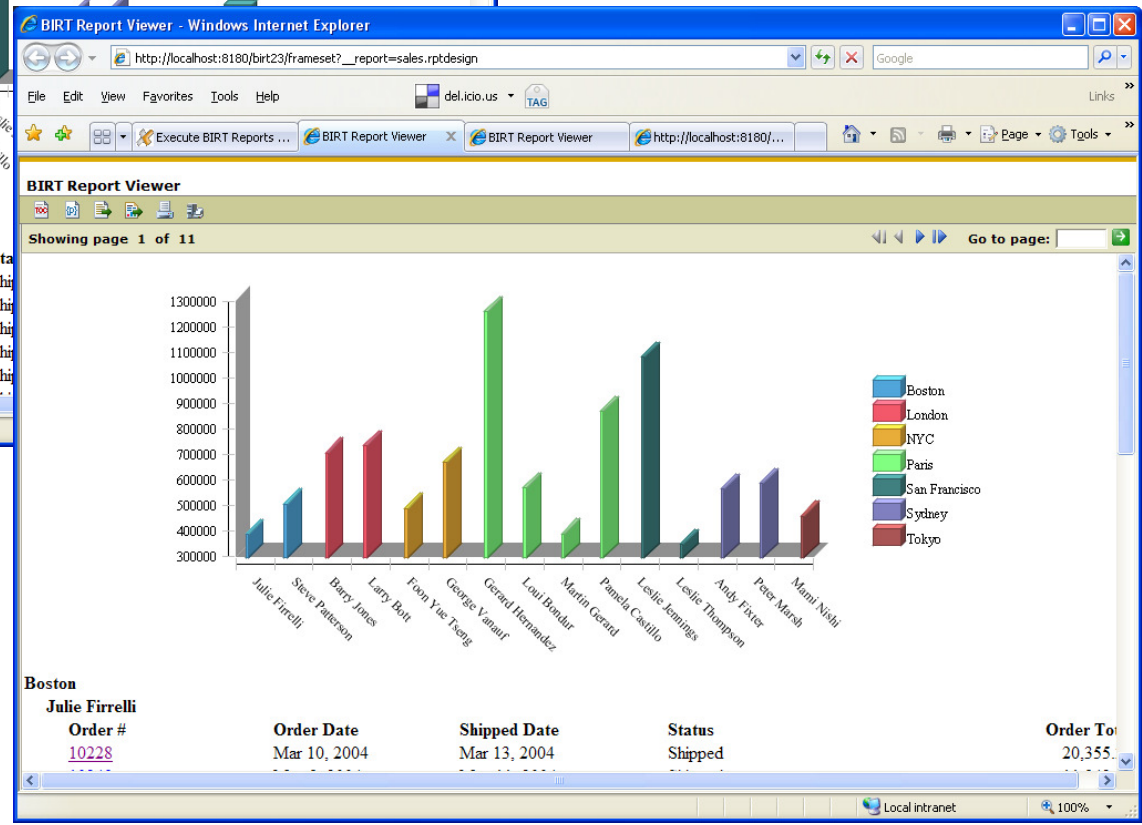 BIRT Report Viewer - Windows Internet Explorer
http://localhost:8180/birt23/frameset?__report=sales.rptdesign
Google
File Edit View Favorites Tools Help
del.icio.us
TAG
Links
Execute BIRT Reports ...
BIRT Report Viewer
BIRT Report Viewer
http://localhost:8180/...
Page
Tools
BIRT Report Viewer
TOC
Showing page 1 of 11
Go to page:
1300000
1200000
1100000
1000000
900000
800000
700000
600000
500000
400000
300000
Julie Firrelli
Steve Patterson
Barry Jones
Larry Bott
Foon Yue Tseng
George Vanauf
Gerard Hernandez
Loui Bondur
Martin Gerard
Pamela Castillo
Leslie Jennings
Leslie Thompson
Andy Fixter
Peter Marsh
Mami Nishi
Boston
London
NYC
Paris
San Francisco
Sydney
Tokyo
Boston
Julie Firrelli
Order # Order Date Shipped Date Status Order Tot
10228 Mar 10, 2004 Mar 13, 2004 Shipped 20,355.
Local intranet
100%